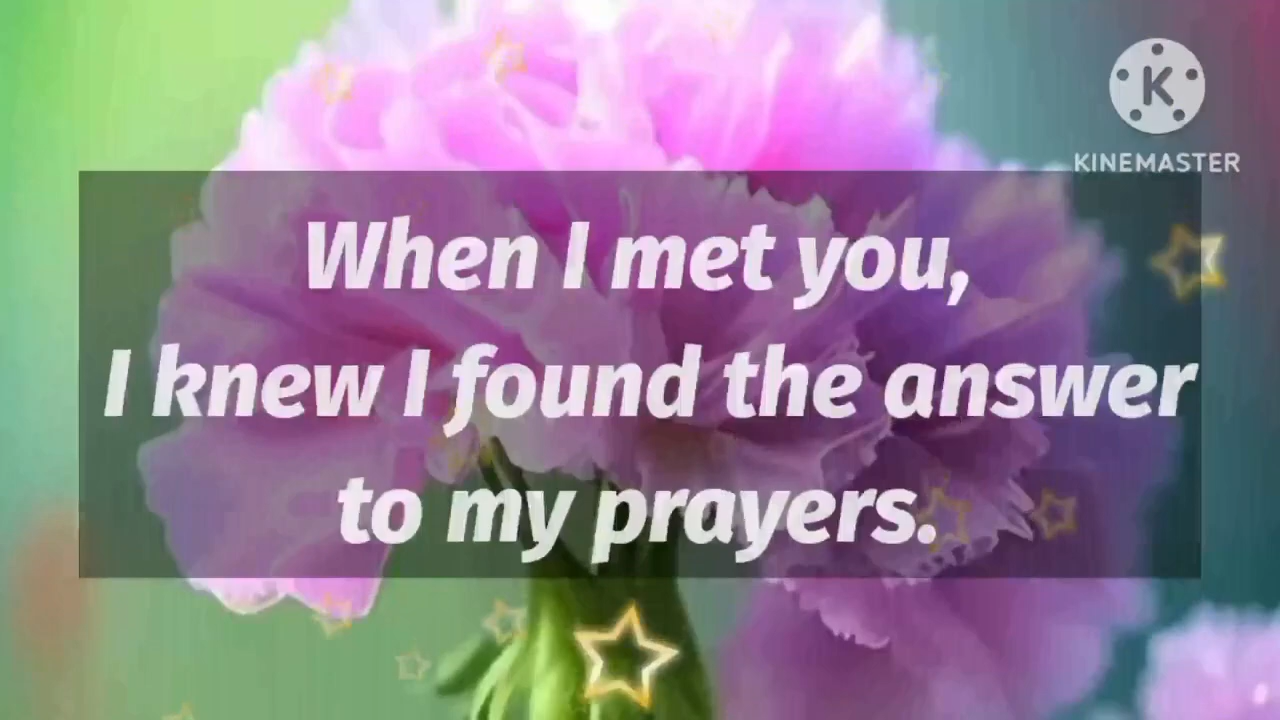 K
KINEMASTER
When I met you,
I knew I found the answer
to my prayers.